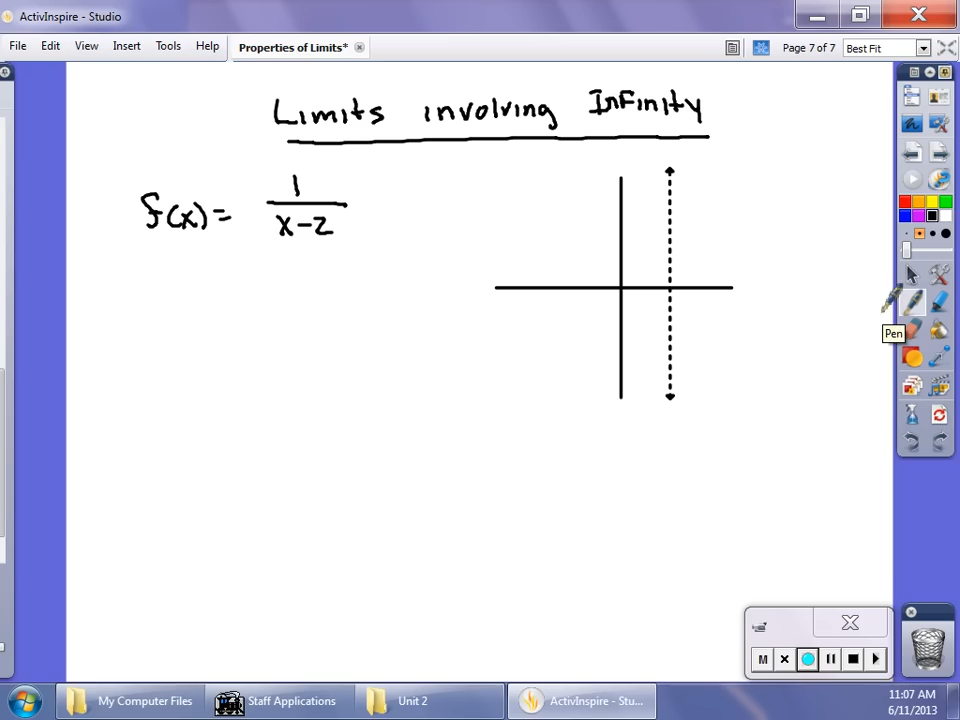 ActivInspire - Studio
File Edit View Insert Tools Help Properties of Limits* Page 7 of 7 Best Fit
Limits involving Infinity
f(x) = 1
x-2
Pen
M
My Computer Files Staff Applications Unit 2 ActivInspire - Stu...
11:07 AM
6/11/2013